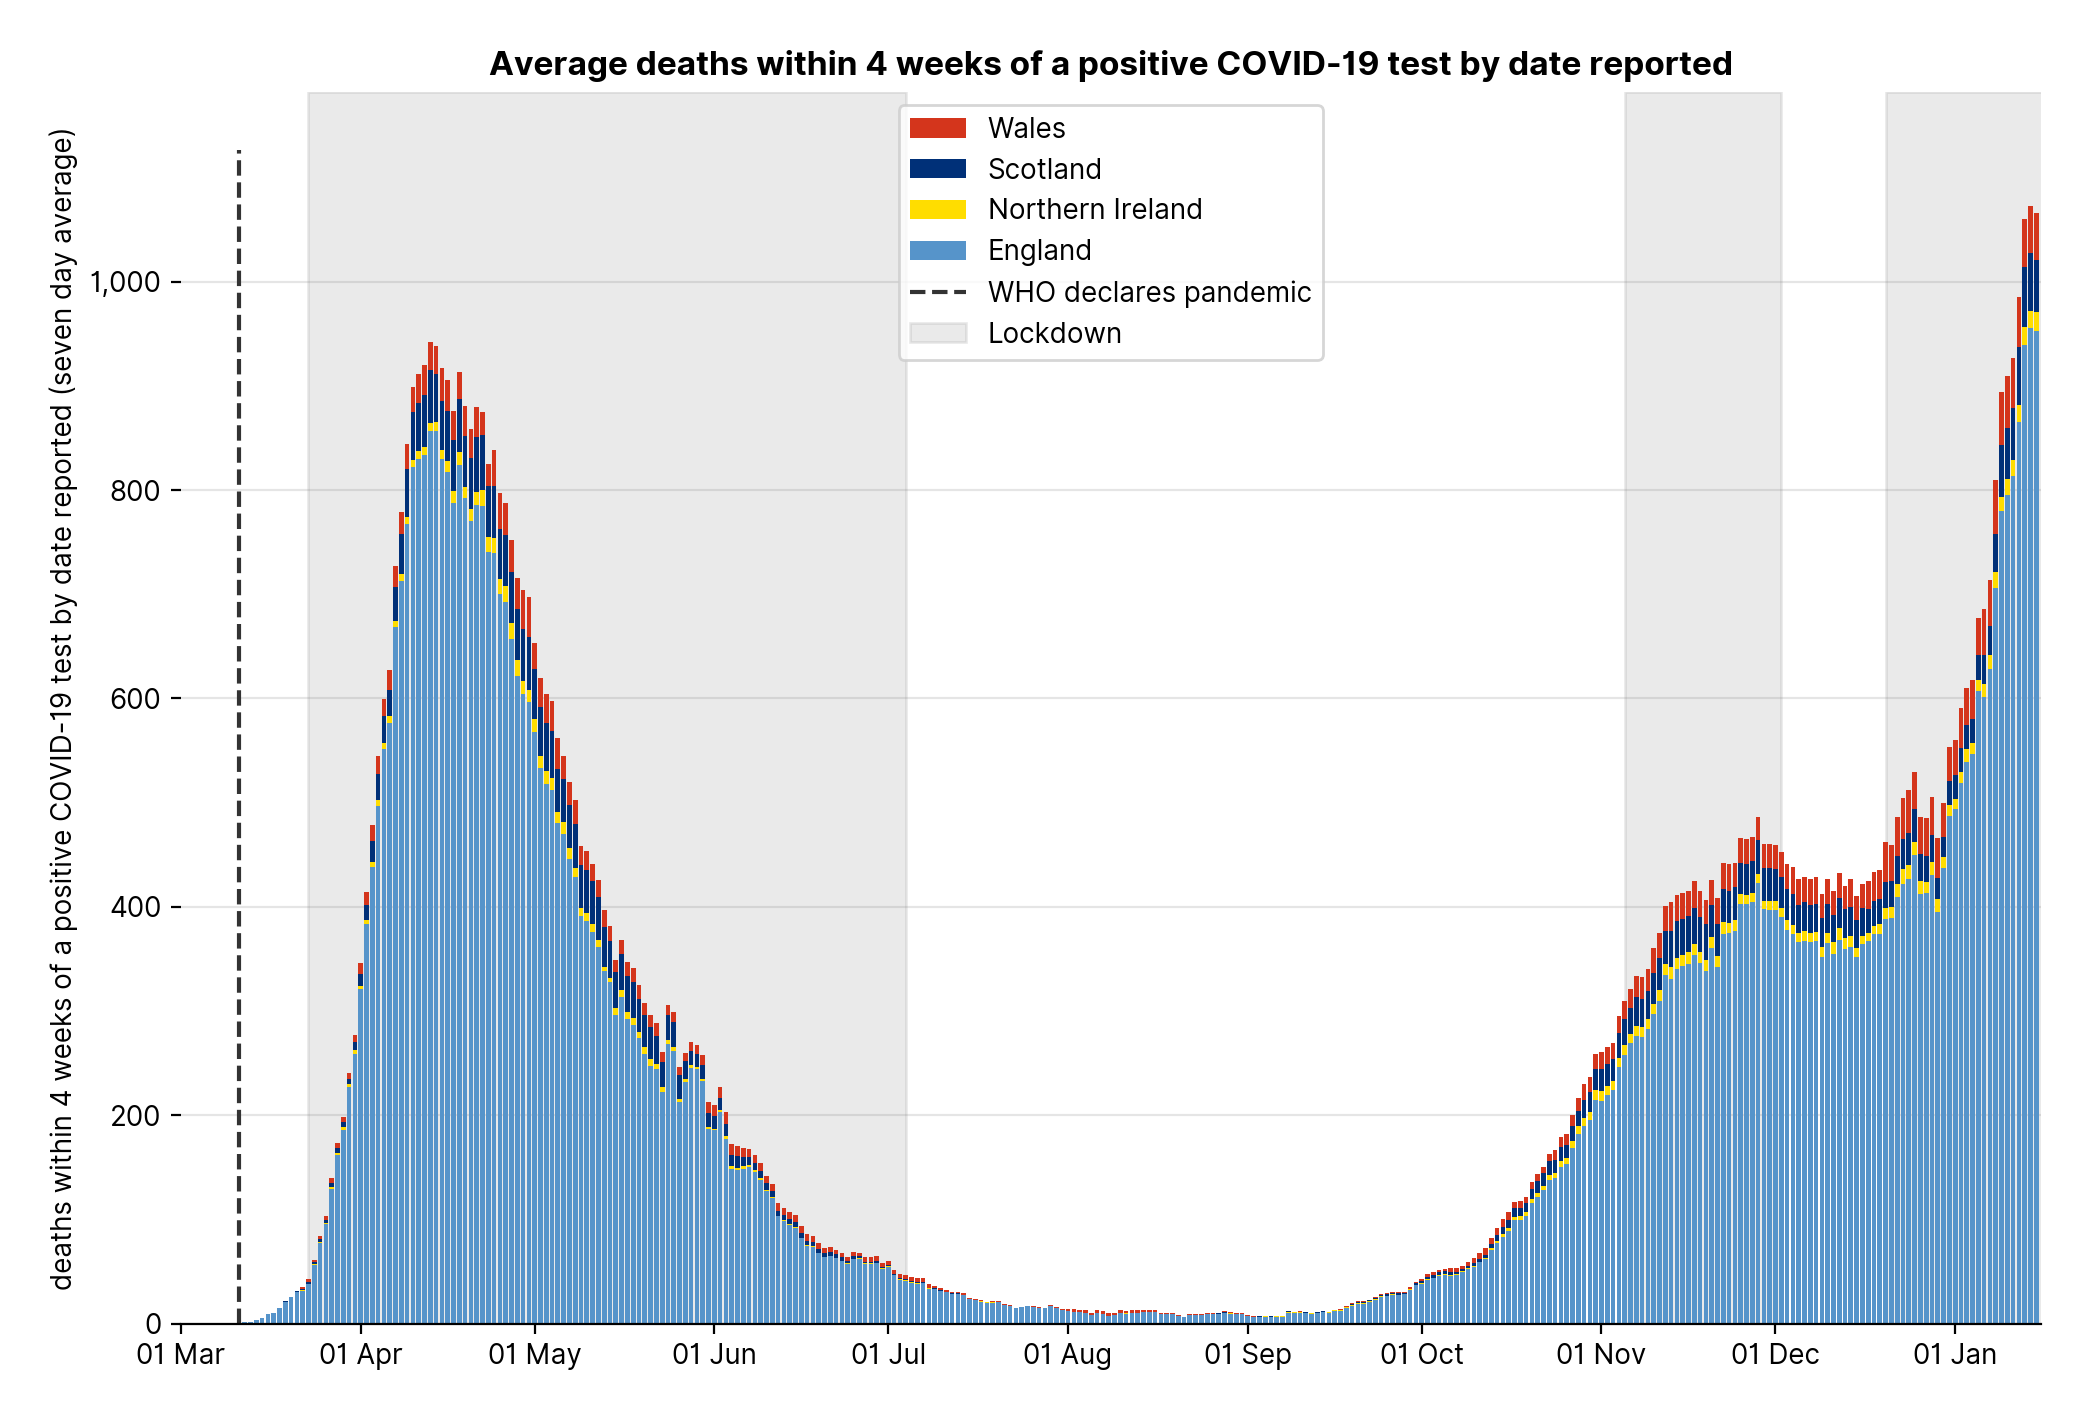 Average deaths within 4 weeks of a positive COVID-19 test by date reported
deaths within 4 weeks of a positive COVID-19 test by date reported (seven day average)
Wales
Scotland
Northern Ireland
England
WHO declares pandemic
Lockdown
1,000
800
600
400
200
0
01 Mar
01 Apr
01 May
01 Jun
01 Jul
01 Aug
01 Sep
01 Oct
01 Nov
01 Dec
01 Jan